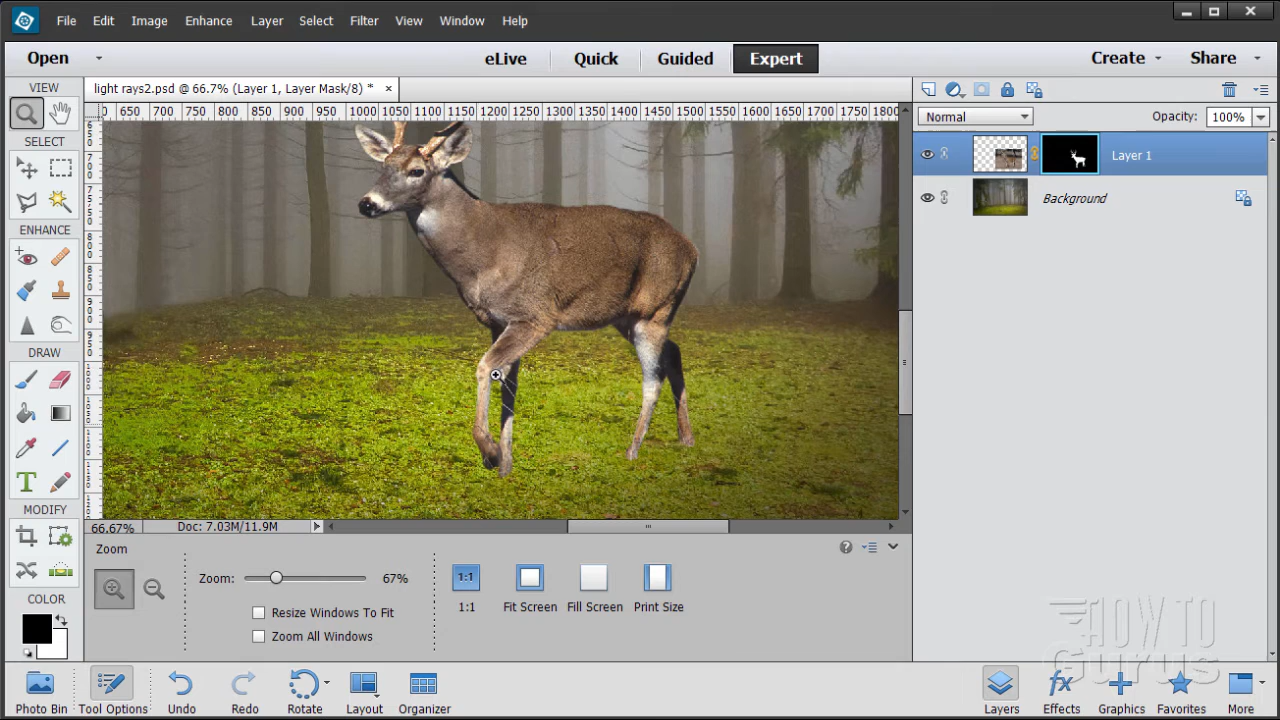 File Edit Image Enhance Layer Select Filter View Window Help
Open eLive Quick Guided Expert Create Share
VIEW
light rays2.psd @ 66.7% (Layer 1, Layer Mask/8) * ×
650 700 750 800 850 900 950 1000 1050 1100 1150 1200 1250 1300 1350 1400 1450 1500 1550 1600 1650 1700 1750 1800
Normal Opacity: 100%
SELECT
Layer 1
Background
ENHANCE
DRAW
T
MODIFY
66.67% Doc: 7.03M/11.9M
Zoom
Zoom: 67%
1:1 Fit Screen Fill Screen Print Size
COLOR
Resize Windows To Fit
Zoom All Windows
HOW TO
Gurus
Photo Bin Tool Options Undo Redo Rotate Layout Organizer Layers Effects Graphics Favorites More